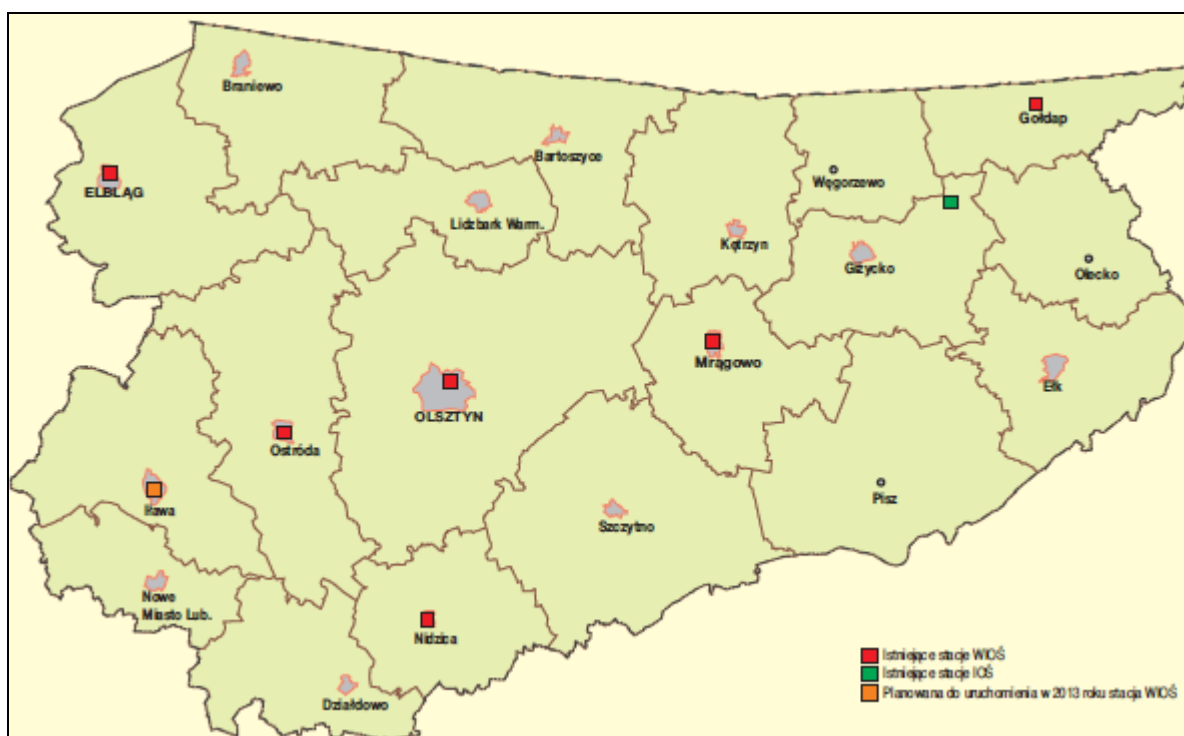 Braniewo
Gołdap
Bartoszyce
Węgorzewo
ELBLĄG
Lidzbark Warm.
Kętrzyn
Giżycko
Olecko
Mrągowo
Ełk
OLSZTYN
Ostróda
Pisz
Iława
Szczytno
Nowe
Miasto Lub.
Nidzica
Działdowo
Istniejące stacje WIOŚ
Istniejące stacje IOŚ
Planowana do uruchomienia w 2013 roku stacja WIOŚ